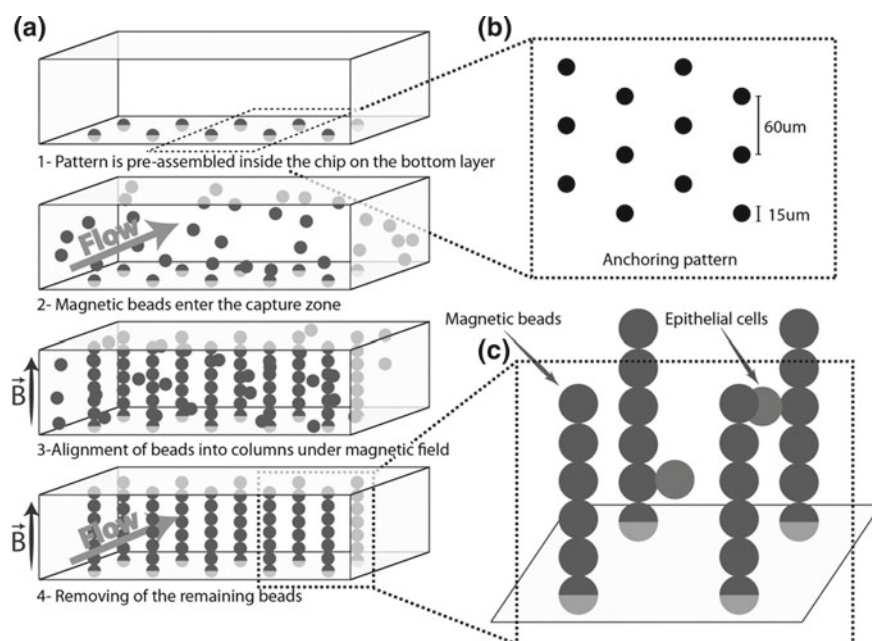 (a)
1- Pattern is pre-assembled inside the chip on the bottom layer
Flow
2- Magnetic beads enter the capture zone
B
3-Alignment of beads into columns under magnetic field
B
Flow
4- Removing of the remaining beads
(b)
60um
15um
Anchoring pattern
Magnetic beads
Epithelial cells
(c)